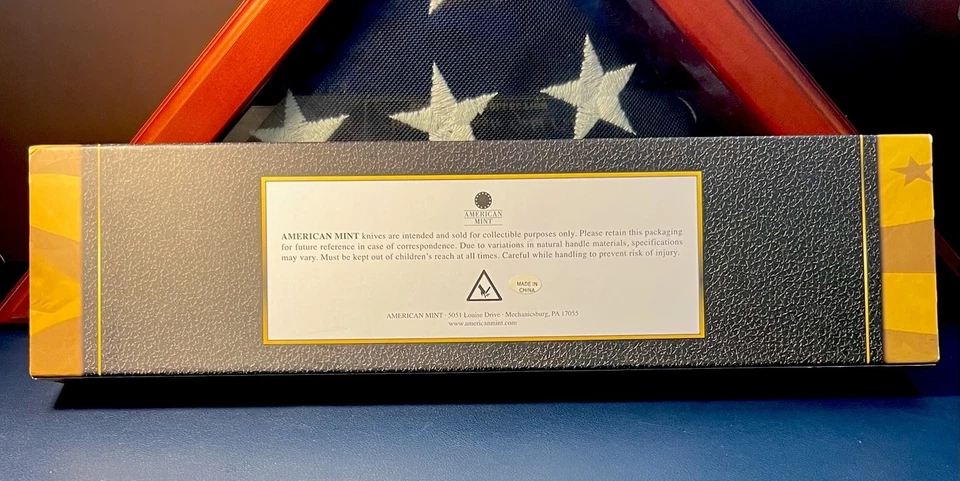 AMERICAN
MINT
AMERICAN MINT knives are intended and sold for collectible purposes only. Please retain this packaging
for future reference in case of correspondence. Due to variations in natural handle materials, specifications
may vary. Must be kept out of children's reach at all times. Careful while handling to prevent risk of injury.
MADE IN
CHINA
AMERICAN MINT · 5051 Louise Drive · Mechanicsburg, PA 17055
www.americanmint.com